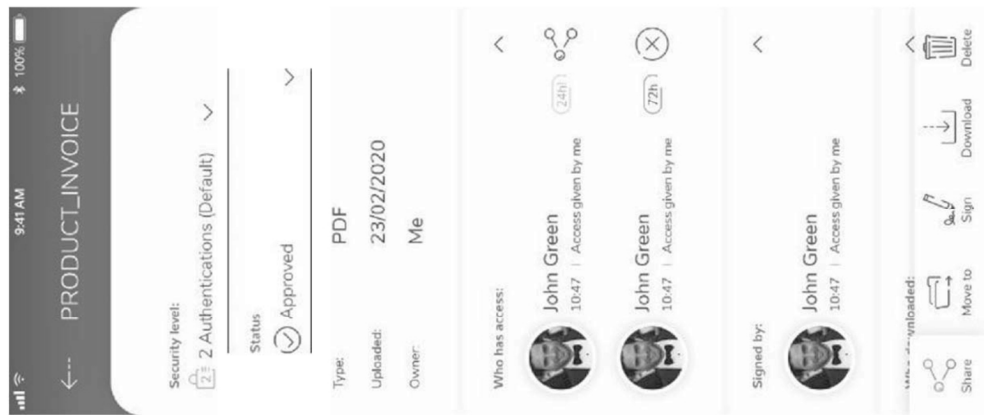 9:41 AM
100%
PRODUCT_INVOICE
Security level:
2
2 Authentications (Default)
Status
Approved
Type: PDF
Uploaded: 23/02/2020
Owner: Me
Who has access:
John Green
10:47 | Access given by me
24h
John Green
10:47 | Access given by me
72h
Signed by:
John Green
10:47 | Access given by me
Share
Move to
Sign
Download
Delete